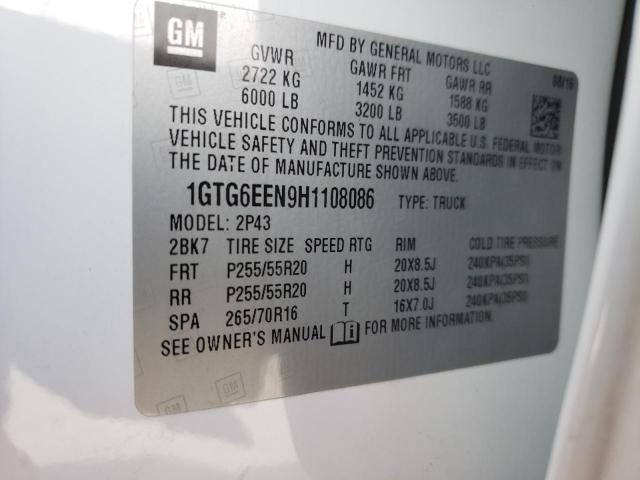 GM
MFD BY GENERAL MOTORS LLC
08/16
GVWR GAWR FRT GAWR RR
2722 KG 1452 KG 1588 KG
6000 LB 3200 LB 3500 LB
THIS VEHICLE CONFORMS TO ALL APPLICABLE U.S. FEDERAL MOTOR
VEHICLE SAFETY AND THEFT PREVENTION STANDARDS IN EFFECT ON
THE DATE OF MANUFACTURE SHOWN ABOVE.
1GTG6EEN9H1108086 TYPE: TRUCK
MODEL: 2P43
2BK7 TIRE SIZE SPEED RTG RIM COLD TIRE PRESSURE
FRT P255/55R20 H 20X8.5J 240KPA(35PSI)
RR P255/55R20 H 20X8.5J 240KPA(35PSI)
SPA 265/70R16 T 16X7.0J 240KPA(35PSI)
SEE OWNER'S MANUAL FOR MORE INFORMATION.
GM